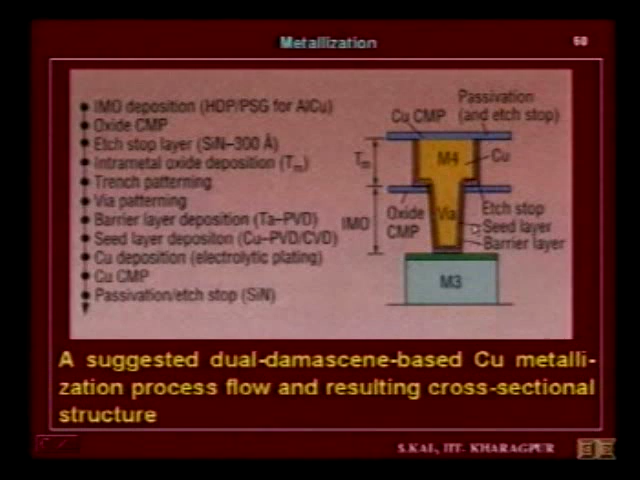 Metallization
60
IMO deposition (HDP/PSG for AlCu)
Oxide CMP
Etch stop layer (SiN–300 Å)
Intrametal oxide deposition (Tm)
Trench patterning
Via patterning
Barrier layer deposition (Ta–PVD)
Seed layer depositon (Cu–PVD/CVD)
Cu deposition (electrolytic plating)
Cu CMP
Passivation/etch stop (SiN)
Passivation
Cu CMP (and etch stop)
Tm
M4
Cu
IMO
Oxide
CMP
Via
Etch stop
Seed layer
Barrier layer
M3
A suggested dual-damascene-based Cu metalli-
zation process flow and resulting cross-sectional
structure
S.KAL, IIT- KHARAGPUR